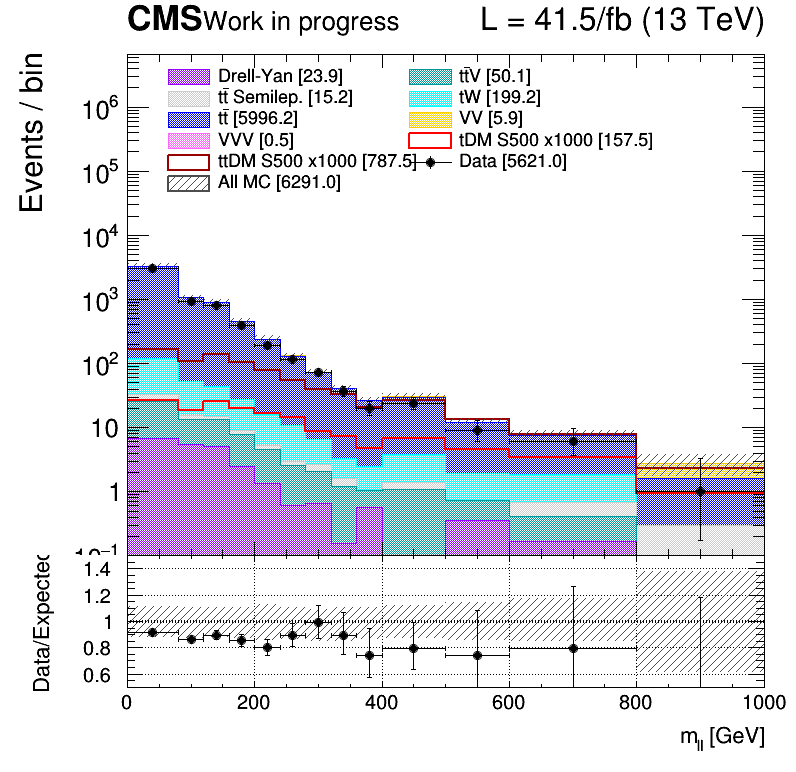 CMS Work in progress L = 41.5/fb (13 TeV)
Events / bin
Drell-Yan [23.9] tt̄V [50.1]
tt̄ Semilep. [15.2] tW [199.2]
tt̄ [5996.2] VV [5.9]
VVV [0.5] tDM S500 x1000 [157.5]
ttDM S500 x1000 [787.5] Data [5621.0]
All MC [6291.0]
10⁶
10⁵
10⁴
10³
10²
10
1
10⁻¹
Data/Expected
1.4
1.2
1
0.8
0.6
0 200 400 600 800 1000
m_ll [GeV]